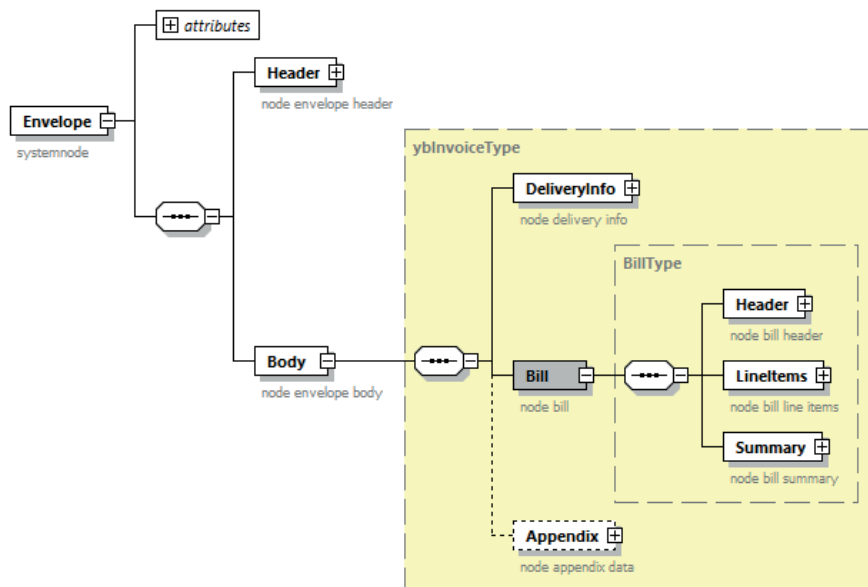 attributes
Header
node envelope header
Envelope
systemnode
ybInvoiceType
DeliveryInfo
node delivery info
BillType
Header
node bill header
Body
node envelope body
Bill
node bill
LineItems
node bill line items
Summary
node bill summary
Appendix
node appendix data